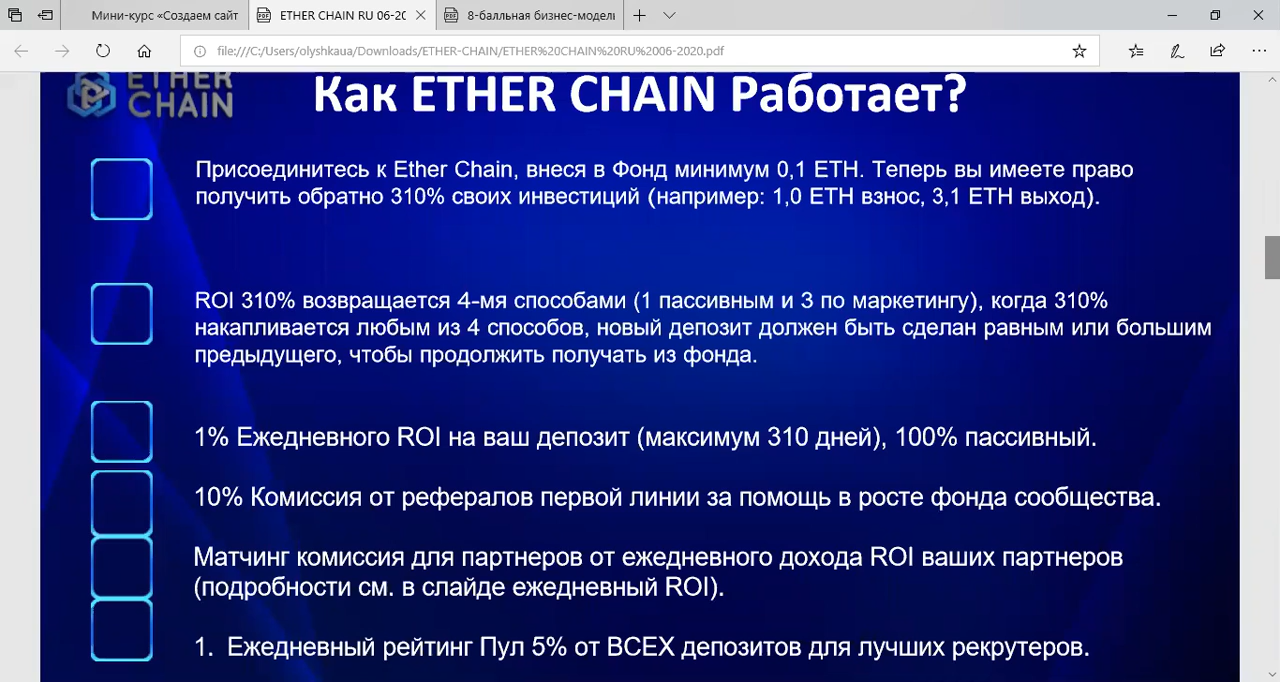 Мини-курс «Создаем сайт
ETHER CHAIN RU 06-20
8-балльная бизнес-модель
file:///C:/Users/olyshkaua/Downloads/ETHER-CHAIN/ETHER%20CHAIN%20RU%2006-2020.pdf
ETHER
CHAIN
Как ETHER CHAIN Работает?
Присоединитесь к Ether Chain, внеся в Фонд минимум 0,1 ETH. Теперь вы имеете право
получить обратно 310% своих инвестиций (например: 1,0 ETH взнос, 3,1 ETH выход).
ROI 310% возвращается 4-мя способами (1 пассивным и 3 по маркетингу), когда 310%
накапливается любым из 4 способов, новый депозит должен быть сделан равным или большим
предыдущего, чтобы продолжить получать из фонда.
1% Ежедневного ROI на ваш депозит (максимум 310 дней), 100% пассивный.
10% Комиссия от рефералов первой линии за помощь в росте фонда сообщества.
Матчинг комиссия для партнеров от ежедневного дохода ROI ваших партнеров
(подробности см. в слайде ежедневный ROI).
1. Ежедневный рейтинг Пул 5% от ВСЕХ депозитов для лучших рекрутеров.